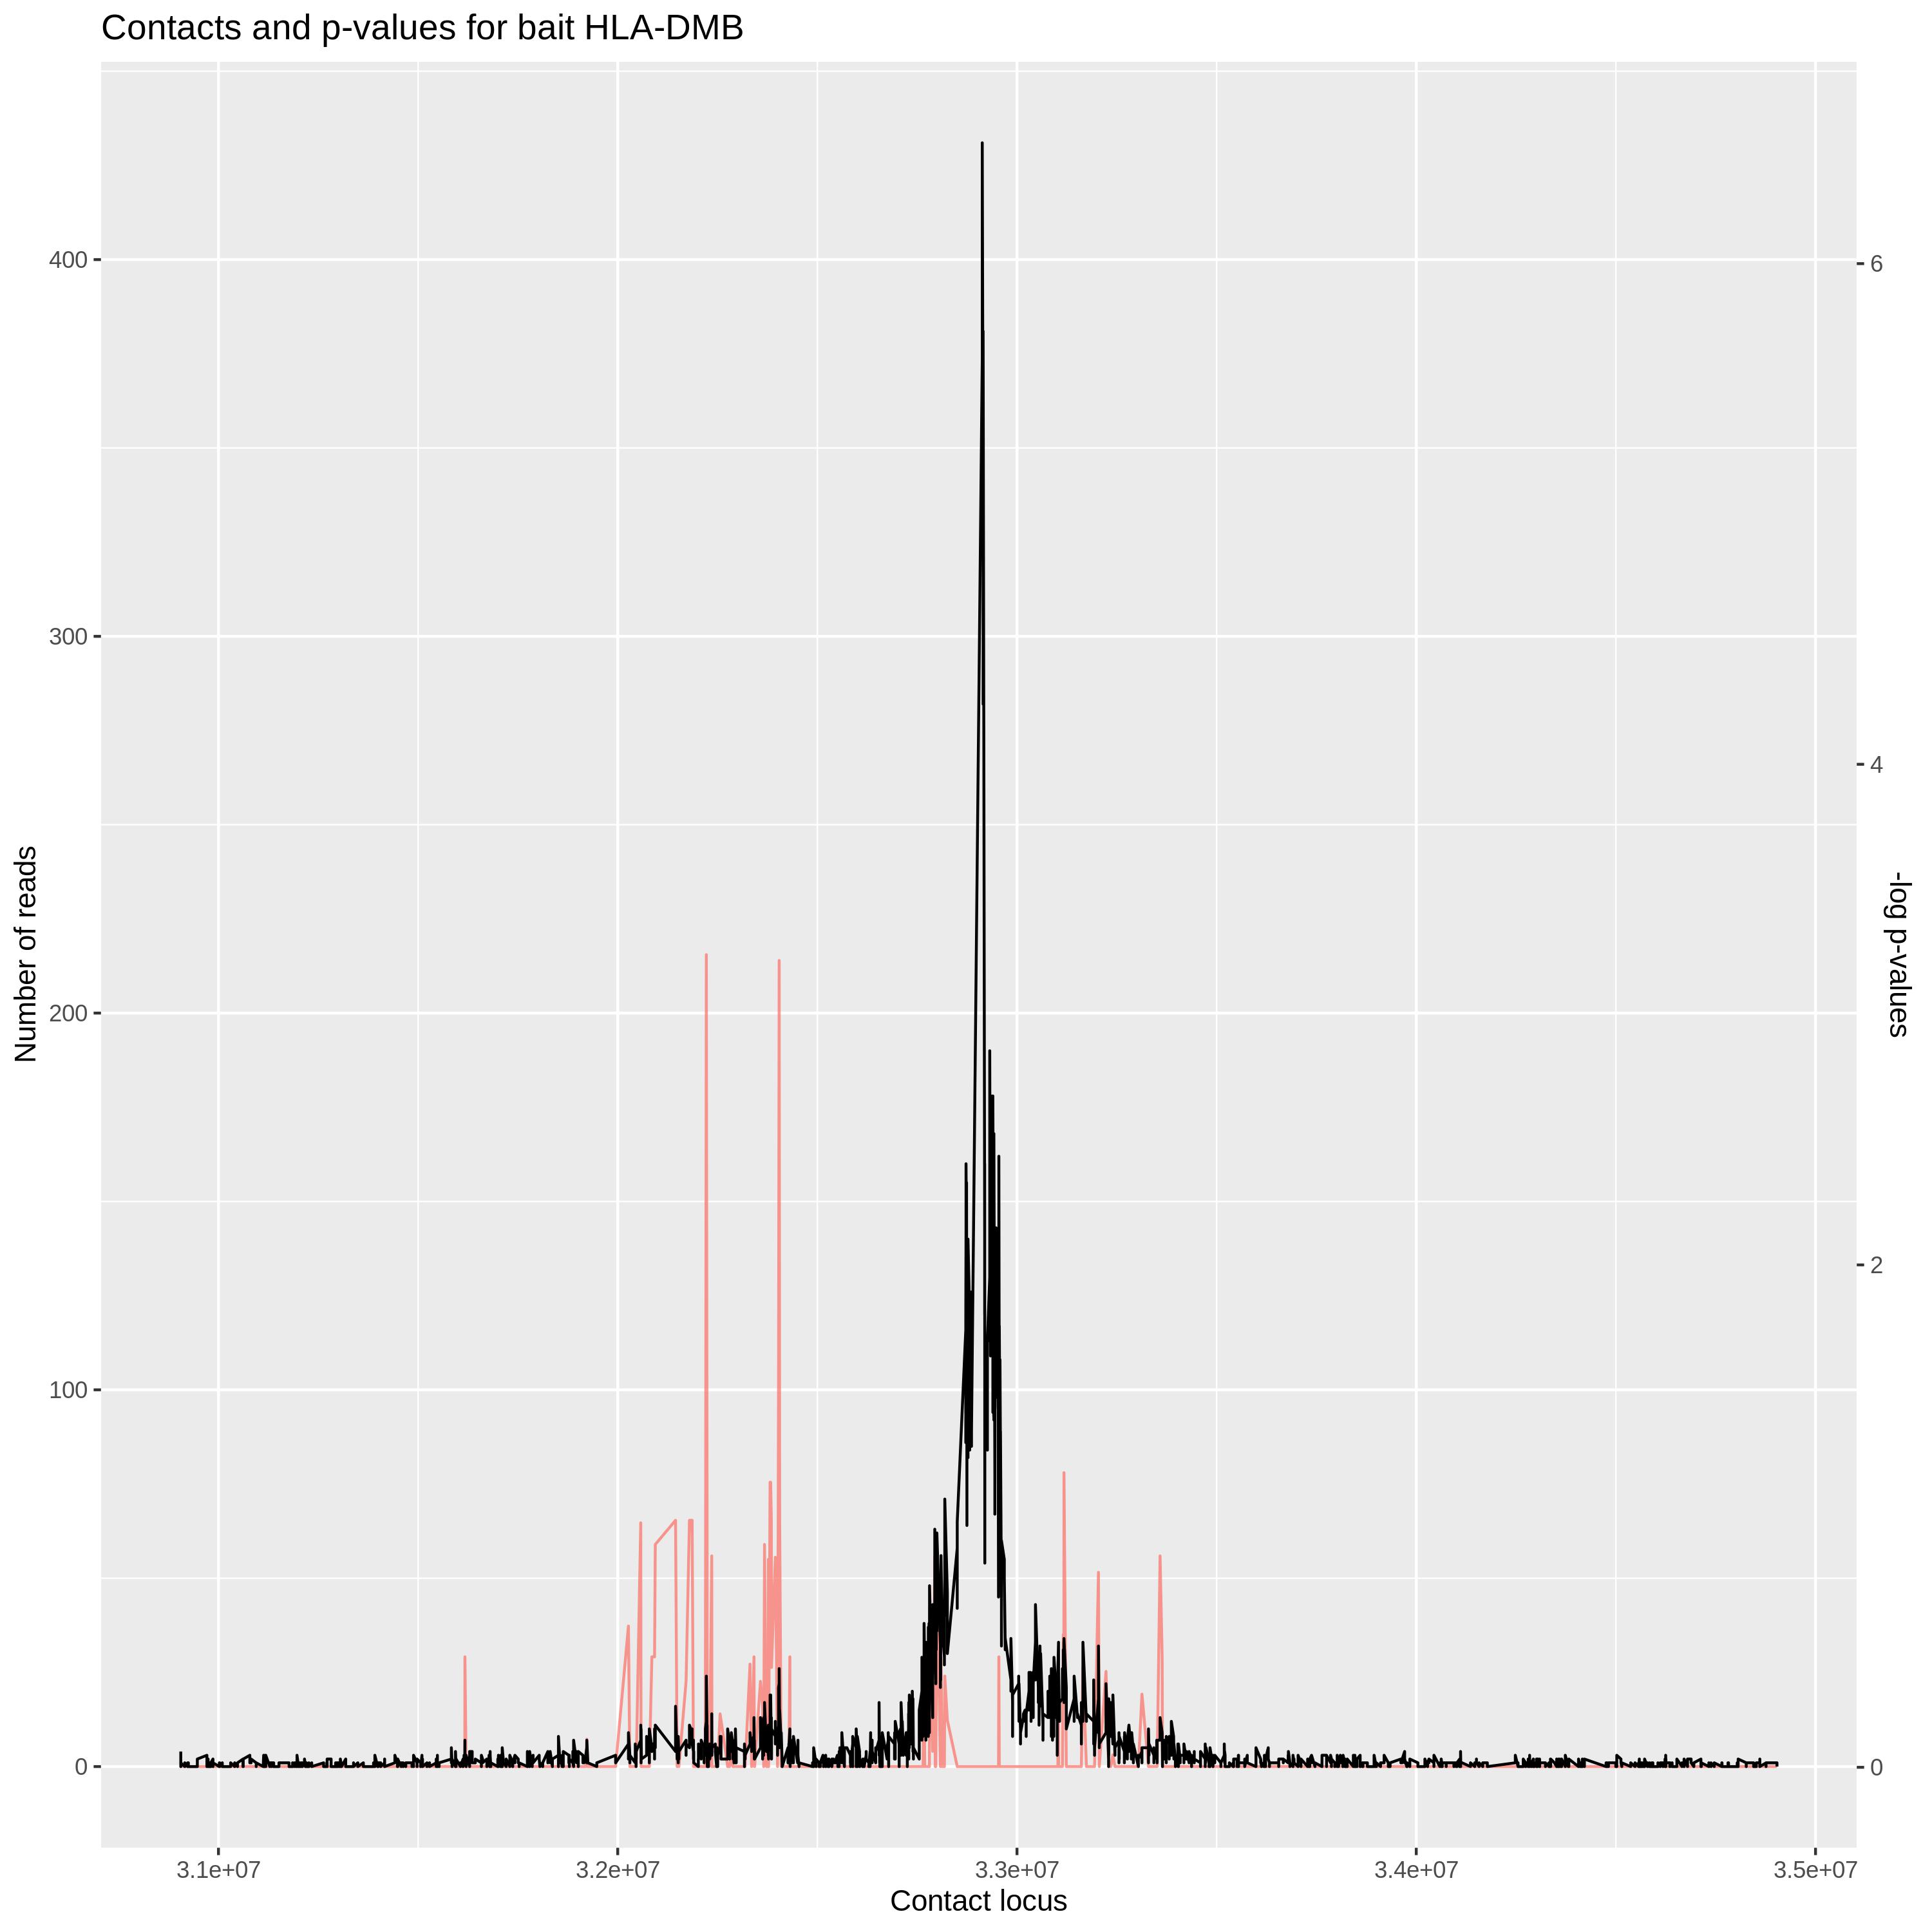 Contacts and p-values for bait HLA-DMB
400
300
200
100
0
Number of reads
6
4
2
0
-log p-values
3.1e+07 3.2e+07 3.3e+07 3.4e+07 3.5e+07
Contact locus